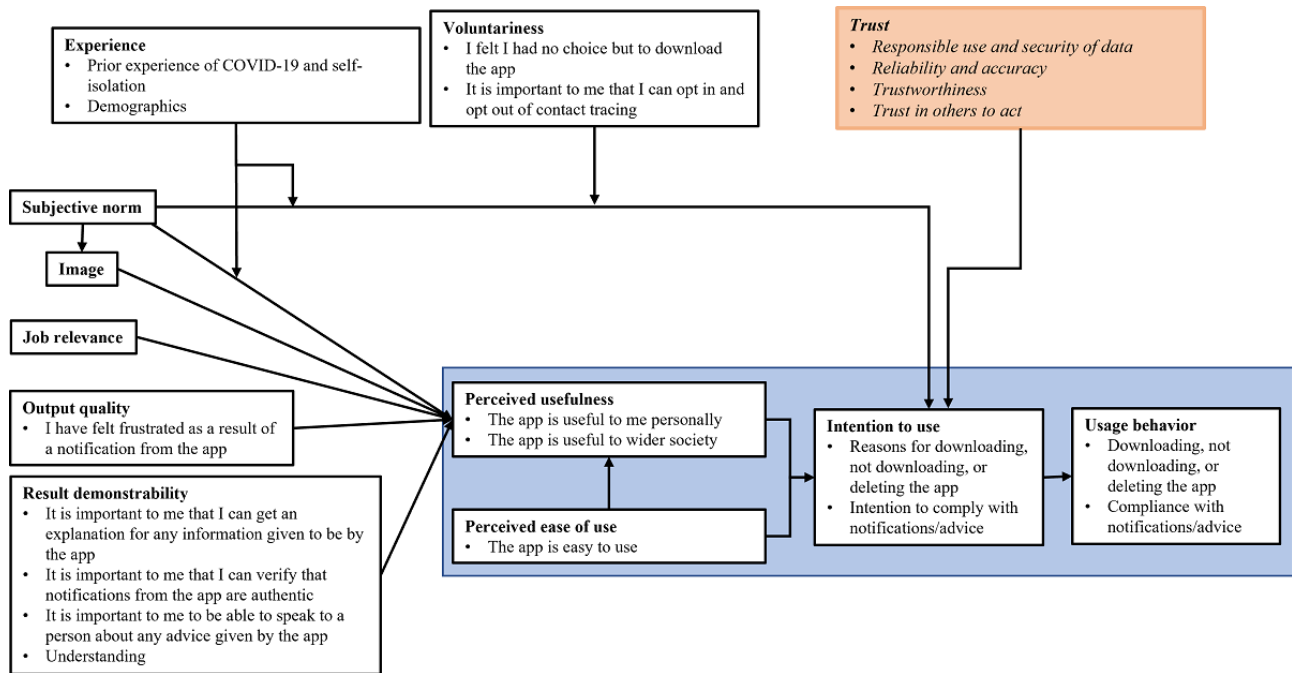 Experience
• Prior experience of COVID-19 and self-
isolation
• Demographics
Voluntariness
• I felt I had no choice but to download
the app
• It is important to me that I can opt in and
opt out of contact tracing
Trust
• Responsible use and security of data
• Reliability and accuracy
• Trustworthiness
• Trust in others to act
Subjective norm
Image
Job relevance
Output quality
• I have felt frustrated as a result of
a notification from the app
Result demonstrability
• It is important to me that I can get an
explanation for any information given to be by
the app
• It is important to me that I can verify that
notifications from the app are authentic
• It is important to me to be able to speak to a
person about any advice given by the app
• Understanding
Perceived usefulness
• The app is useful to me personally
• The app is useful to wider society
Perceived ease of use
• The app is easy to use
Intention to use
• Reasons for downloading,
not downloading, or
deleting the app
• Intention to comply with
notifications/advice
Usage behavior
• Downloading, not
downloading, or
deleting the app
• Compliance with
notifications/advice